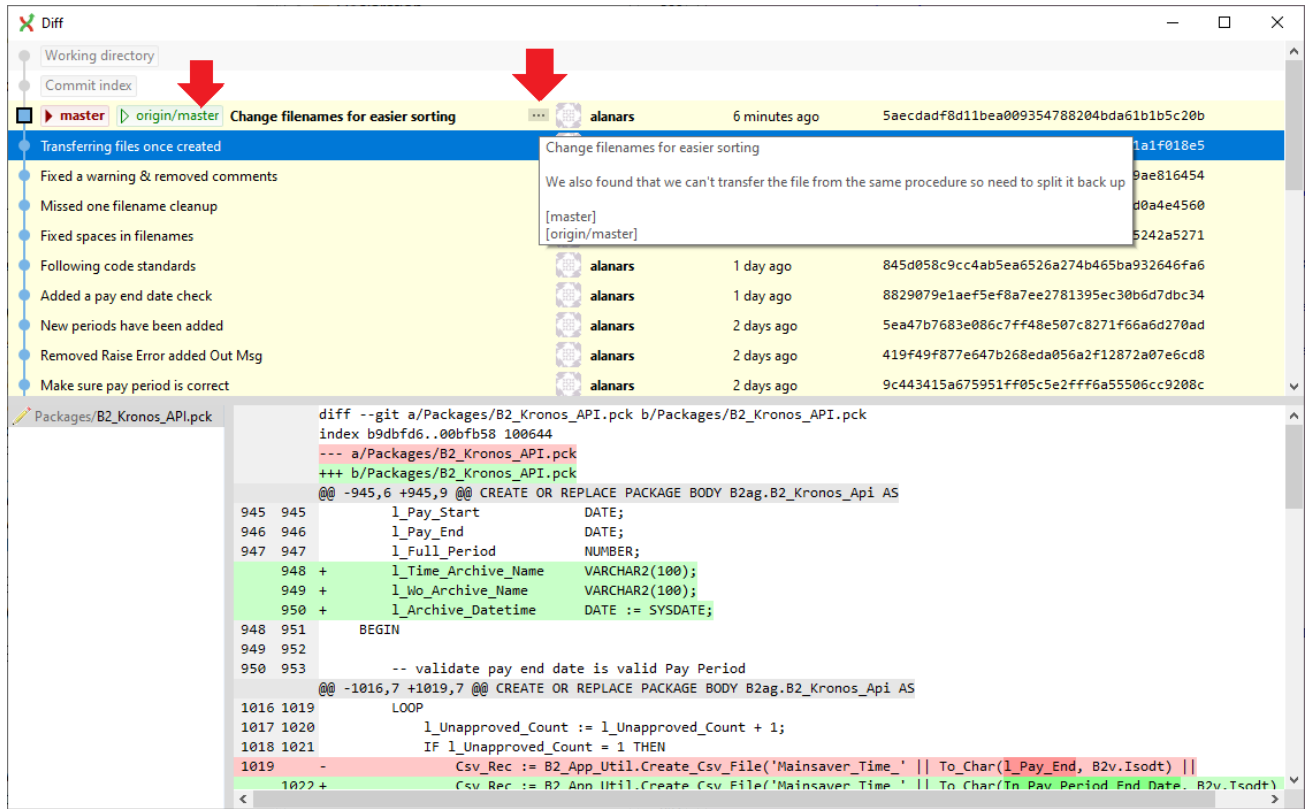 Diff
Working directory
Commit index
master origin/master Change filenames for easier sorting ... alanars 6 minutes ago 5aecdadf8d11bea009354788204bda61b1b5c20b
Transferring files once created 1a1f018e5
Fixed a warning & removed comments 9ae816454
Missed one filename cleanup d0a4e4560
Fixed spaces in filenames 5242a5271
Change filenames for easier sorting
We also found that we can't transfer the file from the same procedure so need to split it back up
[master]
[origin/master]
Following code standards alanars 1 day ago 845d058c9cc4ab5ea6526a274b465ba932646fa6
Added a pay end date check alanars 1 day ago 8829079e1aef5ef8a7ee2781395ec30b6d7dbc34
New periods have been added alanars 2 days ago 5ea47b7683e086c7ff48e507c8271f66a6d270ad
Removed Raise Error added Out Msg alanars 2 days ago 419f49f877e647b268eda056a2f12872a07e6cd8
Make sure pay period is correct alanars 2 days ago 9c443415a675951ff05c5e2fff6a55506cc9208c
Packages/B2_Kronos_API.pck
diff --git a/Packages/B2_Kronos_API.pck b/Packages/B2_Kronos_API.pck
index b9dbfd6..00bfb58 100644
--- a/Packages/B2_Kronos_API.pck
+++ b/Packages/B2_Kronos_API.pck
@@ -945,6 +945,9 @@ CREATE OR REPLACE PACKAGE BODY B2ag.B2_Kronos_Api AS
945 945 l_Pay_Start DATE;
946 946 l_Pay_End DATE;
947 947 l_Full_Period NUMBER;
948 + l_Time_Archive_Name VARCHAR2(100);
949 + l_Wo_Archive_Name VARCHAR2(100);
950 + l_Archive_Datetime DATE := SYSDATE;
948 951 BEGIN
949 952
950 953 -- validate pay end date is valid Pay Period
@@ -1016,7 +1019,7 @@ CREATE OR REPLACE PACKAGE BODY B2ag.B2_Kronos_Api AS
1016 1019 LOOP
1017 1020 l_Unapproved_Count := l_Unapproved_Count + 1;
1018 1021 IF l_Unapproved_Count = 1 THEN
1019 - Csv_Rec := B2_App_Util.Create_Csv_File('Mainsaver_Time_' || To_Char(l_Pay_End, B2v.Isodt) ||
1022 + Csv_Rec := B2_App_Util.Create_Csv_File('Mainsaver_Time_' || To_Char(In_Pay_Period_End_Date, B2v.Isodt)